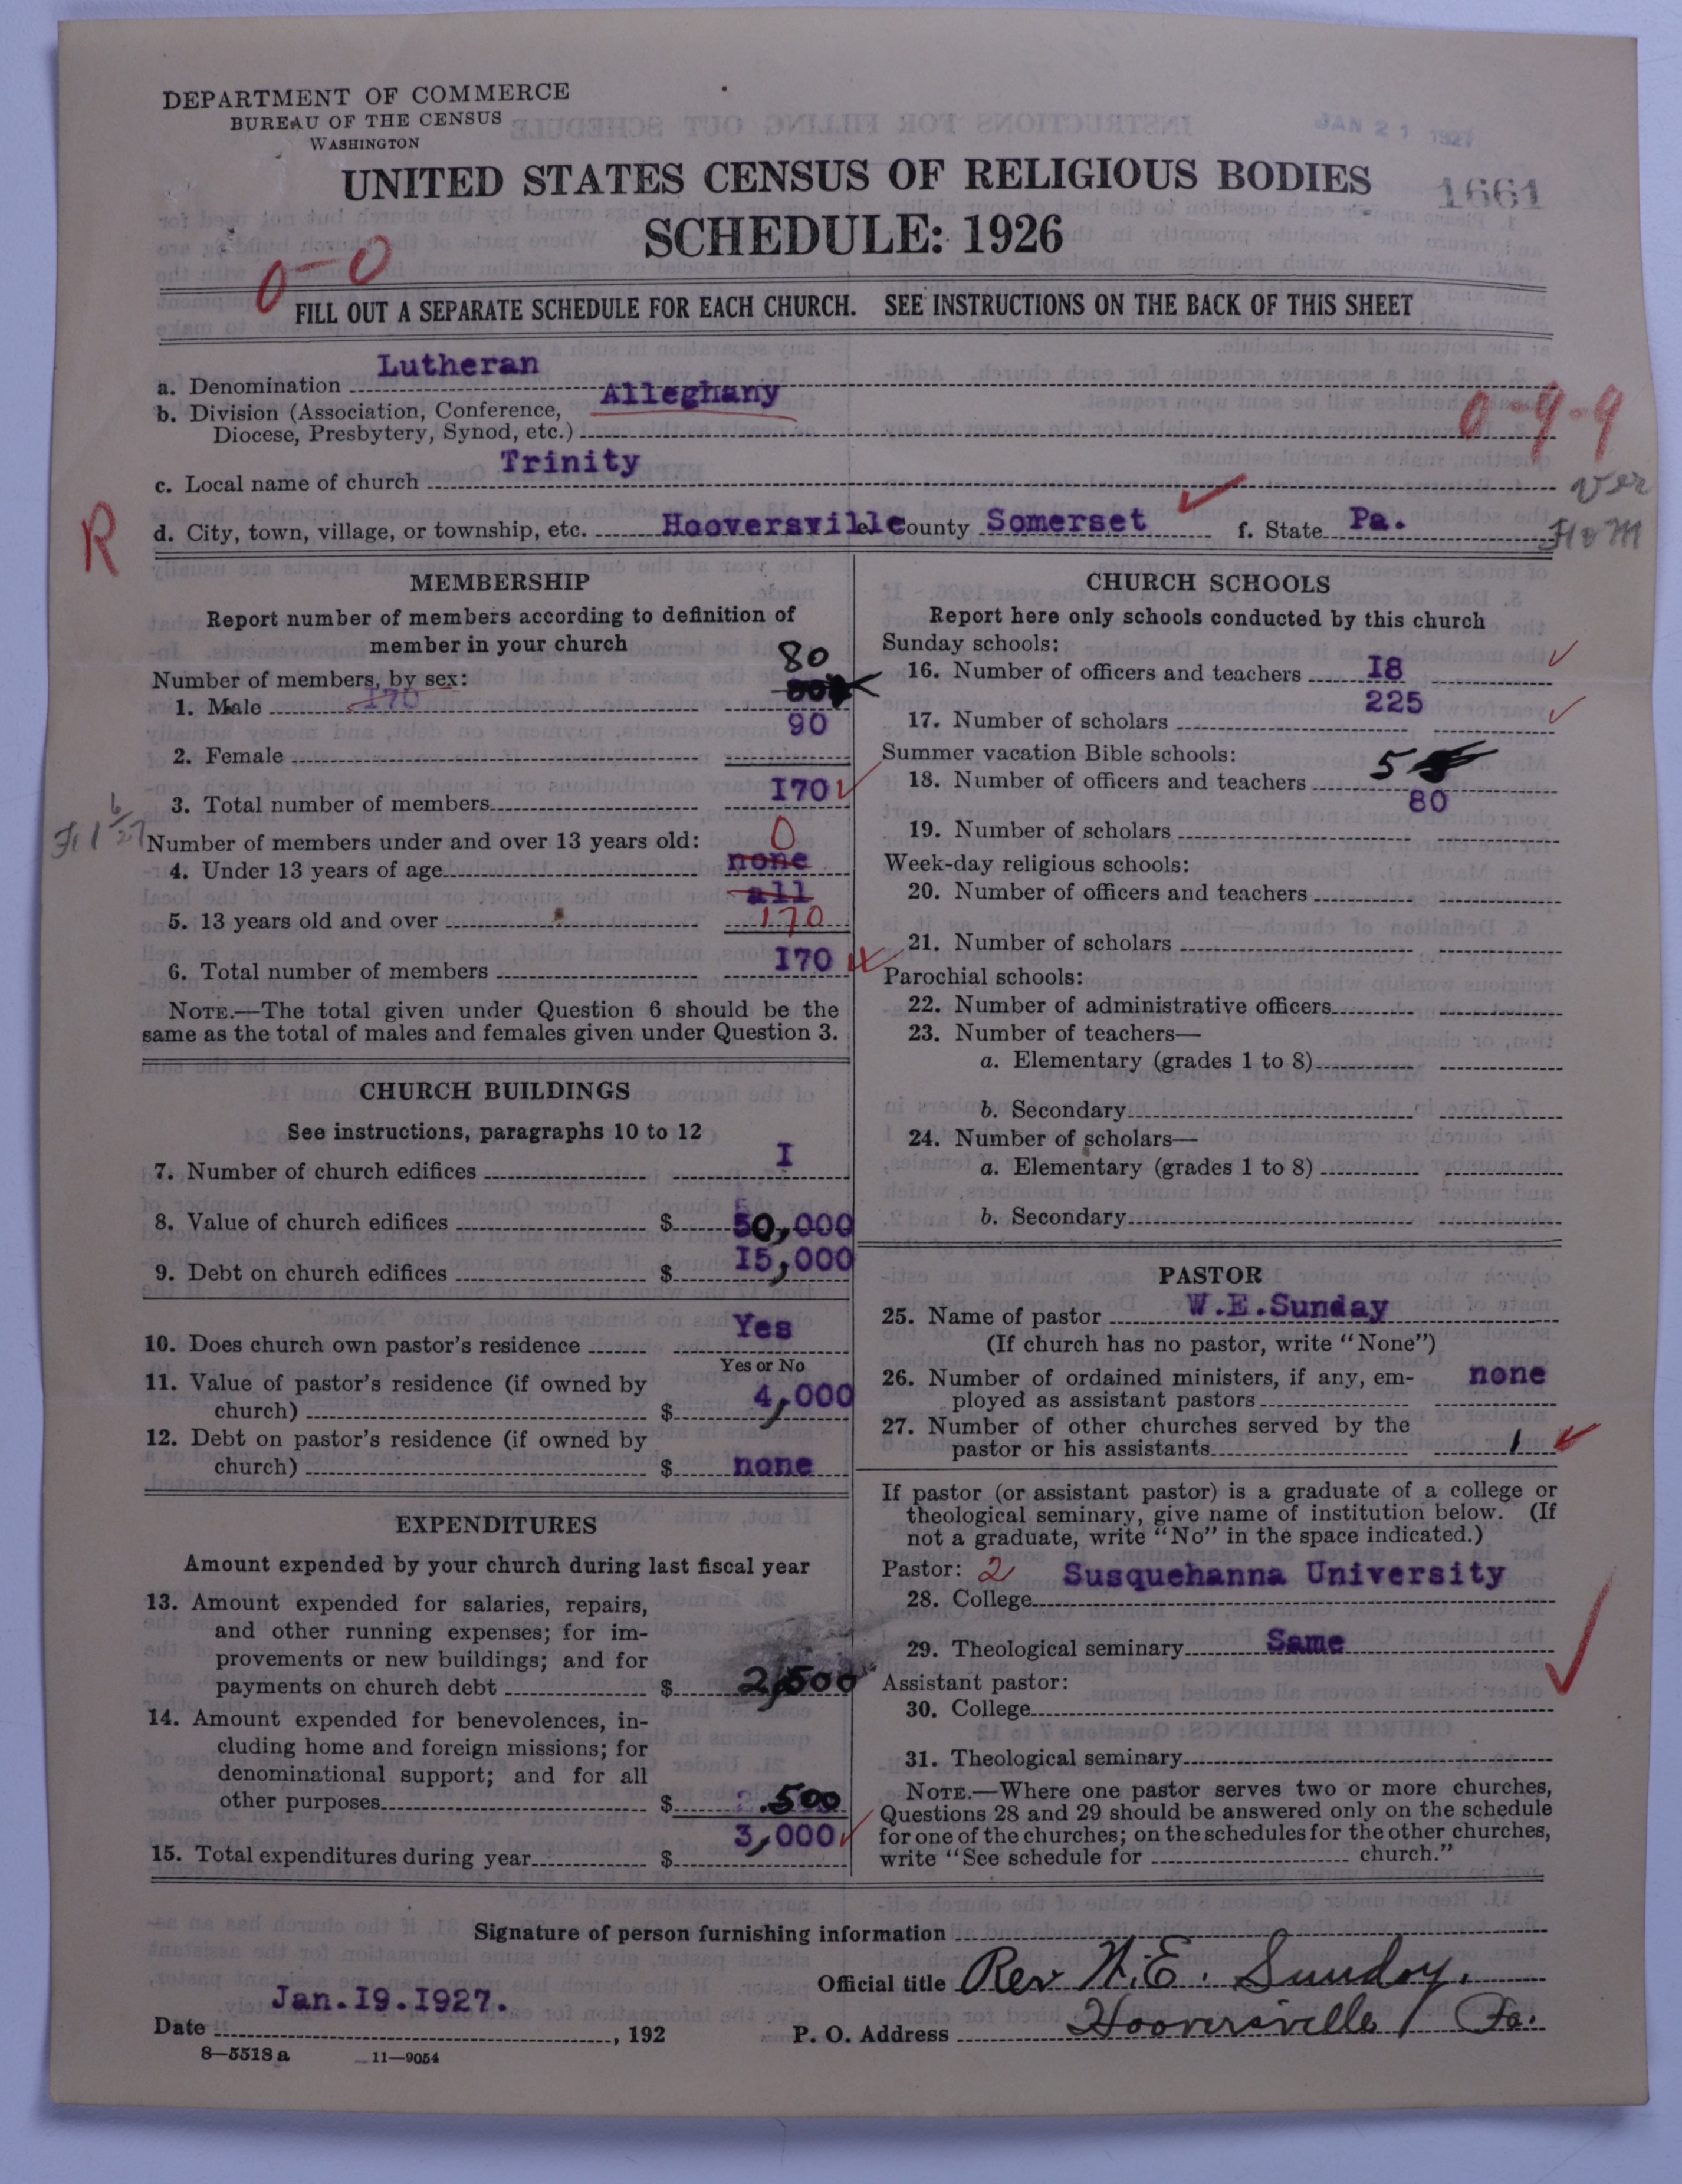 DEPARTMENT OF COMMERCE
BUREAU OF THE CENSUS
WASHINGTON
JAN 21 1927
UNITED STATES CENSUS OF RELIGIOUS BODIES
1661
SCHEDULE: 1926
0-0
FILL OUT A SEPARATE SCHEDULE FOR EACH CHURCH. SEE INSTRUCTIONS ON THE BACK OF THIS SHEET
a. Denomination Lutheran
b. Division (Association, Conference, Alleghany
Diocese, Presbytery, Synod, etc.)
0-9-9
c. Local name of church Trinity
Ver
R
d. City, town, village, or township, etc. Hooversville County Somerset f. State Pa.
HoM
MEMBERSHIP
Report number of members according to definition of
member in your church
Number of members, by sex:
80
1. Male 170
2. Female 90
3. Total number of members 170
Number of members under and over 13 years old:
0
4. Under 13 years of age none
all
5. 13 years old and over 170
6. Total number of members 170
NOTE.—The total given under Question 6 should be the
same as the total of males and females given under Question 3.
CHURCH BUILDINGS
See instructions, paragraphs 10 to 12
7. Number of church edifices I
8. Value of church edifices $ 50,000
9. Debt on church edifices $ I5,000
10. Does church own pastor's residence Yes
Yes or No
11. Value of pastor's residence (if owned by
church) $ 4,000
12. Debt on pastor's residence (if owned by
church) $ none
EXPENDITURES
Amount expended by your church during last fiscal year
13. Amount expended for salaries, repairs,
and other running expenses; for im-
provements or new buildings; and for
payments on church debt $ 2,500
14. Amount expended for benevolences, in-
cluding home and foreign missions; for
denominational support; and for all
other purposes $ 500
15. Total expenditures during year $ 3,000
CHURCH SCHOOLS
Report here only schools conducted by this church
Sunday schools:
16. Number of officers and teachers I8
17. Number of scholars 225
Summer vacation Bible schools:
18. Number of officers and teachers 5
19. Number of scholars 80
Week-day religious schools:
20. Number of officers and teachers
21. Number of scholars
Parochial schools:
22. Number of administrative officers
23. Number of teachers—
a. Elementary (grades 1 to 8)
b. Secondary
24. Number of scholars—
a. Elementary (grades 1 to 8)
b. Secondary
PASTOR
25. Name of pastor W.E.Sunday
(If church has no pastor, write "None")
26. Number of ordained ministers, if any, em-
ployed as assistant pastors none
27. Number of other churches served by the
pastor or his assistants 1
If pastor (or assistant pastor) is a graduate of a college or
theological seminary, give name of institution below. (If
not a graduate, write "No" in the space indicated.)
Pastor: 2
28. College Susquehanna University
29. Theological seminary Same
Assistant pastor:
30. College
31. Theological seminary
NOTE.—Where one pastor serves two or more churches,
Questions 28 and 29 should be answered only on the schedule
for one of the churches; on the schedules for the other churches,
write "See schedule for church."
Signature of person furnishing information
Official title Rev W.E. Sunday.
Date Jan.I9.I927. , 192
P. O. Address Hooversville, Pa.
8—5518 a 11—9054